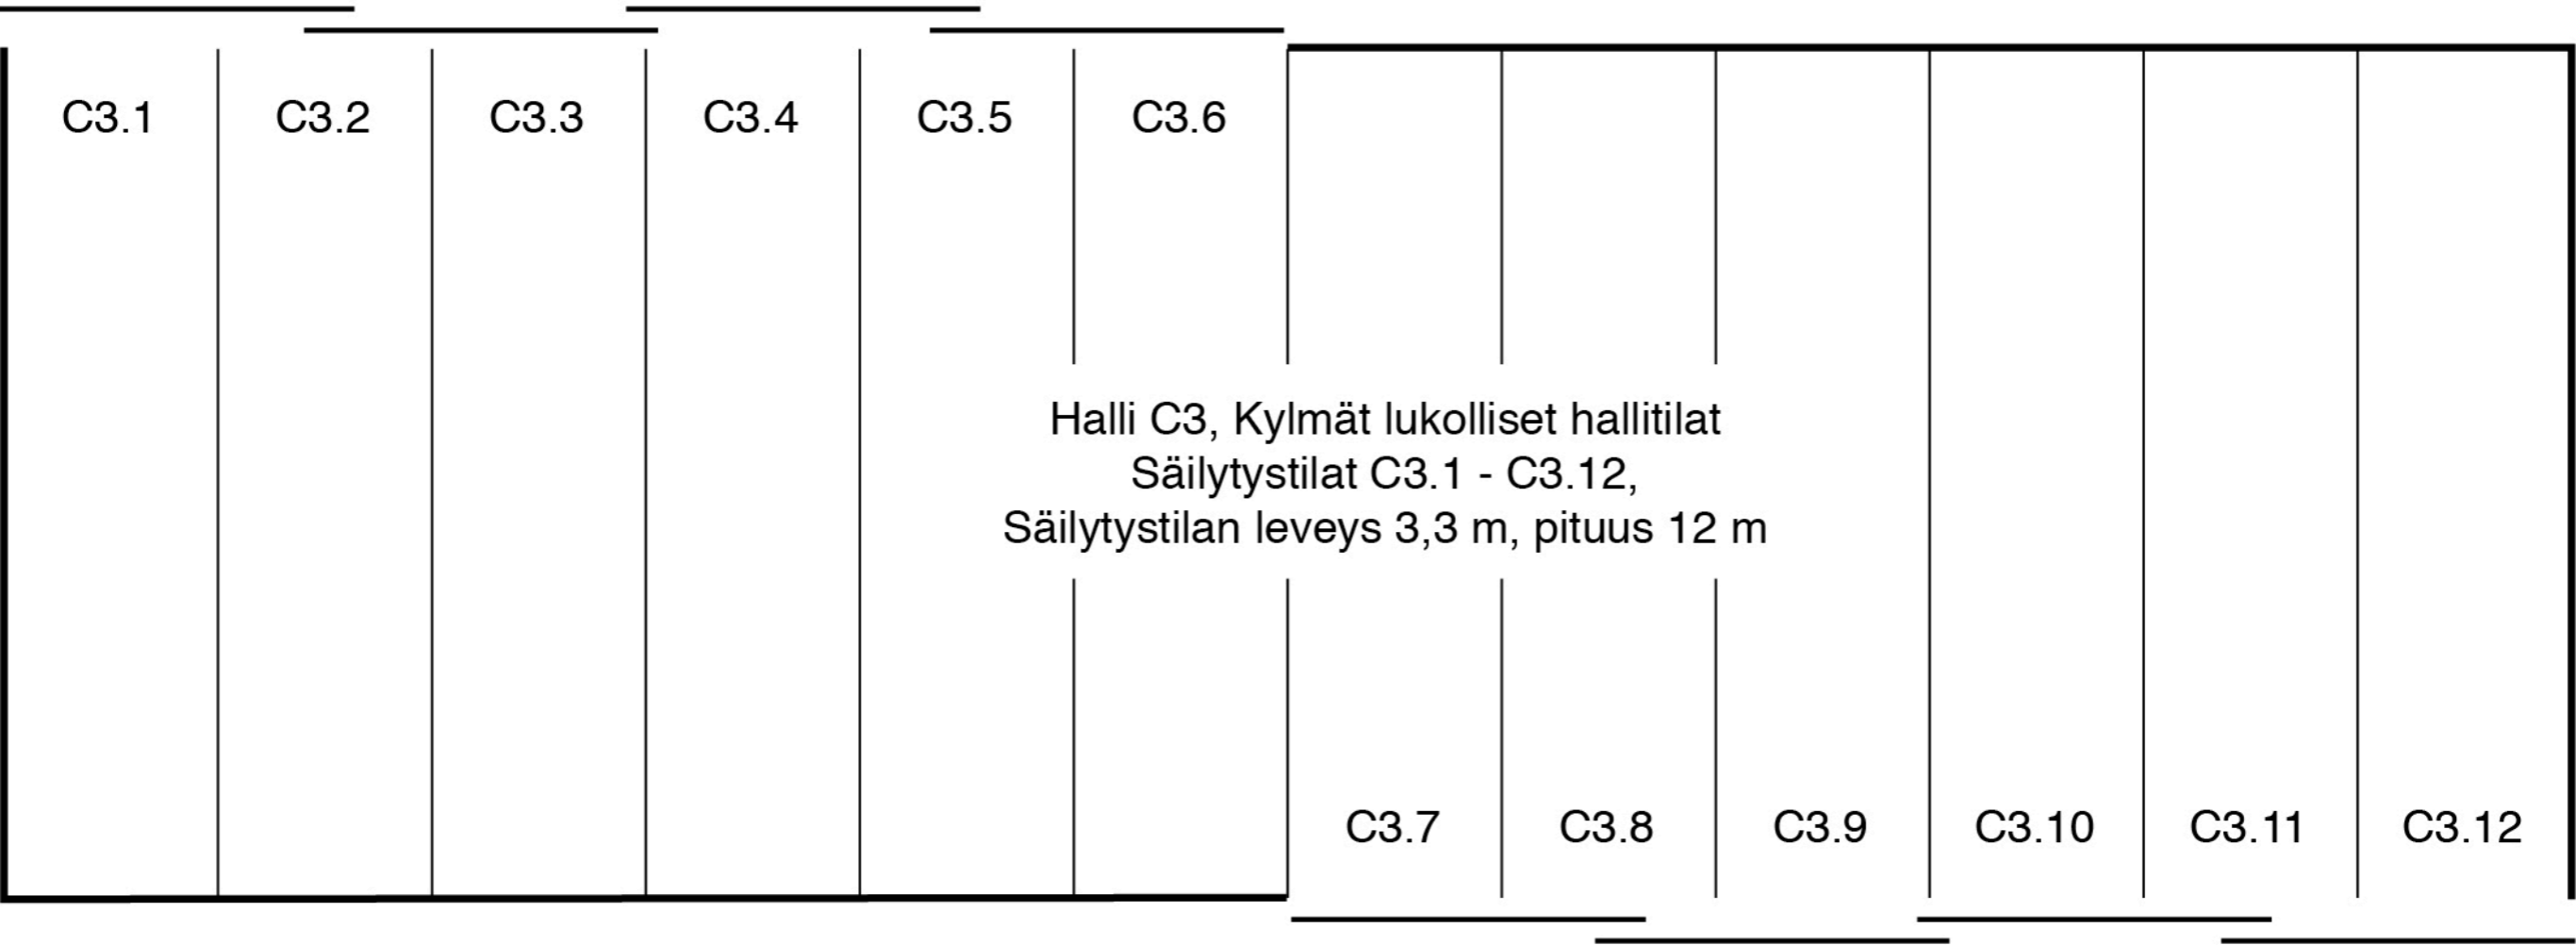 C3.1
C3.2
C3.3
C3.4
C3.5
C3.6
Halli C3, Kylmät lukolliset hallitilat
Säilytystilat C3.1 - C3.12,
Säilytystilan leveys 3,3 m, pituus 12 m
C3.7
C3.8
C3.9
C3.10
C3.11
C3.12